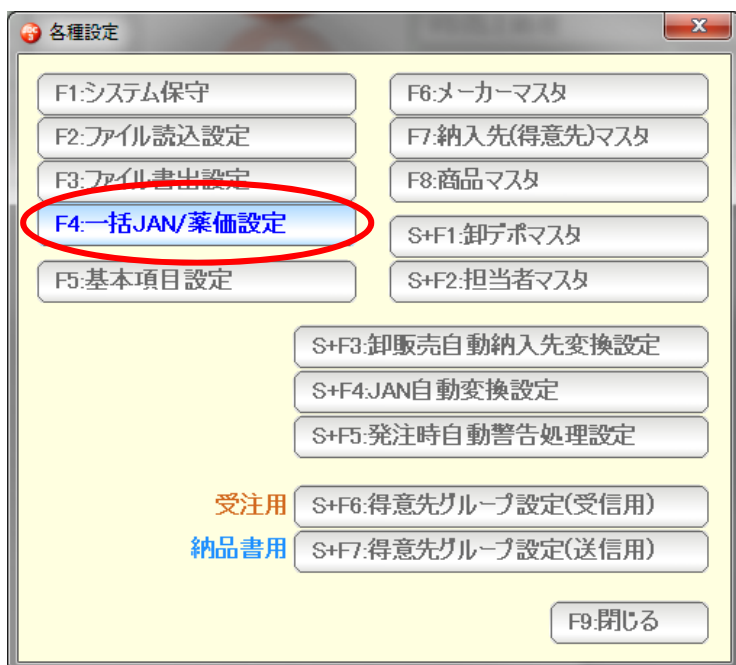 各種設定
F1:システム保守
F6:メーカーマスタ
F2:ファイル読込設定
F7:納入先(得意先)マスタ
F3:ファイル書出設定
F8:商品マスタ
F4:一括JAN/薬価設定
S+F1:卸デポマスタ
F5:基本項目設定
S+F2:担当者マスタ
S+F3:卸販売自動納入先変換設定
S+F4:JAN自動変換設定
S+F5:発注時自動警告処理設定
受注用 S+F6:得意先グループ設定(受信用)
納品書用 S+F7:得意先グループ設定(送信用)
F9:閉じる